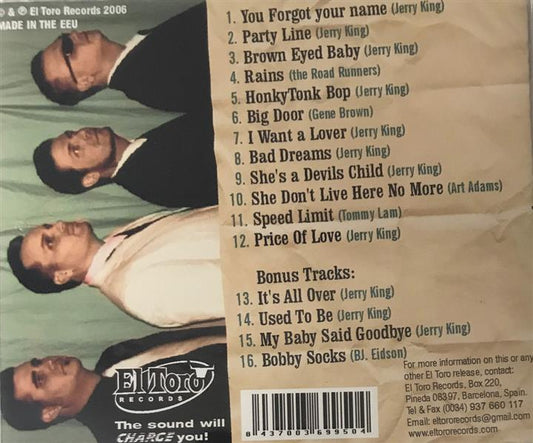 ℗ & © El Toro Records 2006
MADE IN THE EEU
1. You Forgot your name (Jerry King)
2. Party Line (Jerry King)
3. Brown Eyed Baby (Jerry King)
4. Rains (the Road Runners)
5. HonkyTonk Bop (Jerry King)
6. Big Door (Gene Brown)
7. I Want a Lover (Jerry King)
8. Bad Dreams (Jerry King)
9. She's a Devils Child (Jerry King)
10. She Don't Live Here No More (Art Adams)
11. Speed Limit (Tommy Lam)
12. Price Of Love (Jerry King)
Bonus Tracks:
13. It's All Over (Jerry King)
14. Used To Be (Jerry King)
15. My Baby Said Goodbye (Jerry King)
16. Bobby Socks (BJ. Eidson)
El Toro
RECORDS
The sound will
CHARGE you!
8 437003 699504
For more information on this or any
other El Toro release, contact:
El Toro Records, Box 220,
Pineda 08397, Barcelona, Spain.
Tel & Fax (0034) 937 660 117
Email: eltororecords@gmail.com
www.eltororecords.com